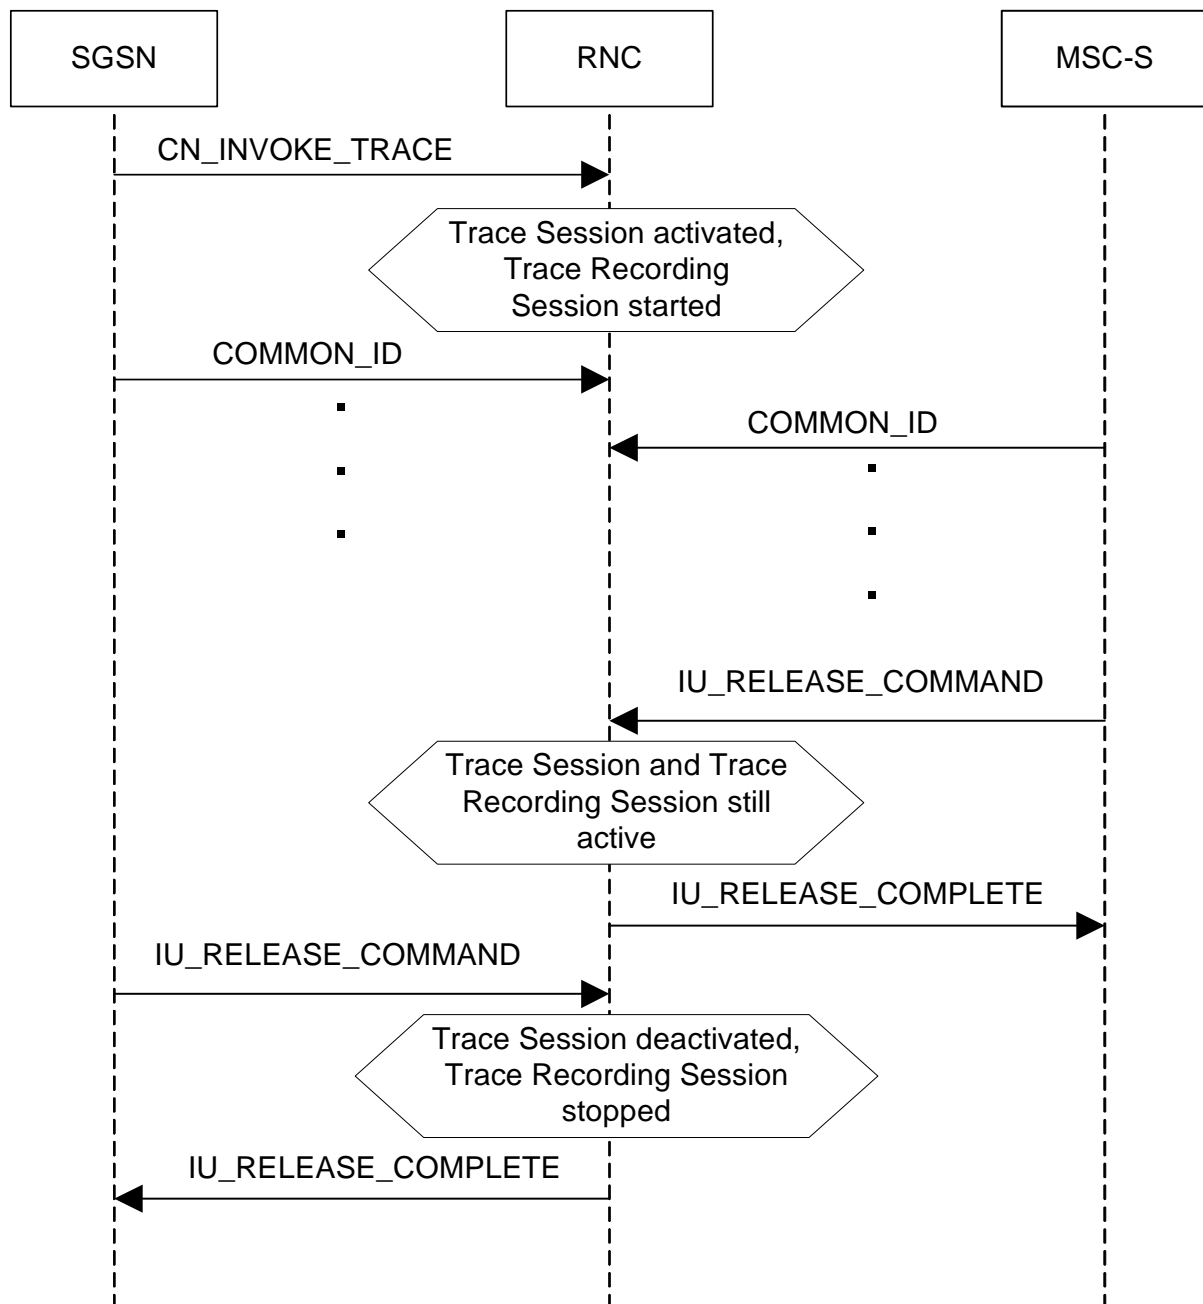 SGSN
RNC
MSC-S
CN_INVOKE_TRACE
Trace Session activated,
Trace Recording
Session started
COMMON_ID
COMMON_ID
IU_RELEASE_COMMAND
Trace Session and Trace
Recording Session still
active
IU_RELEASE_COMPLETE
IU_RELEASE_COMMAND
Trace Session deactivated,
Trace Recording Session
stopped
IU_RELEASE_COMPLETE